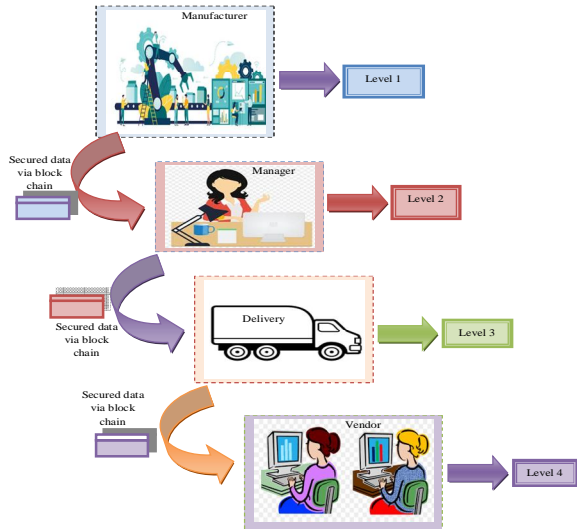 Manufacturer
Level 1
Secured data
via block
chain
Manager
Level 2
Delivery
Level 3
Secured data
via block
chain
Secured data
via block
chain
Vendor
Level 4